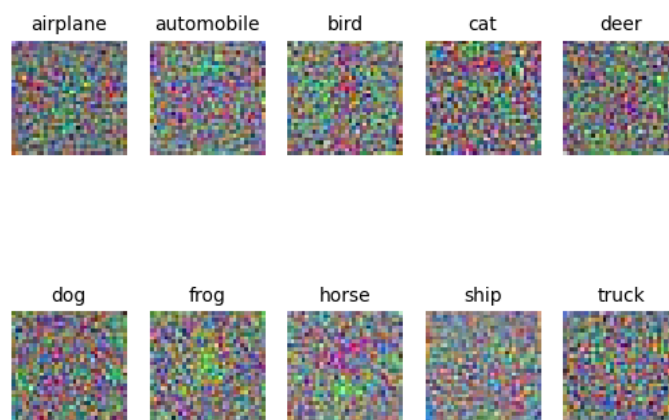 airplane automobile bird cat deer
dog frog horse ship truck